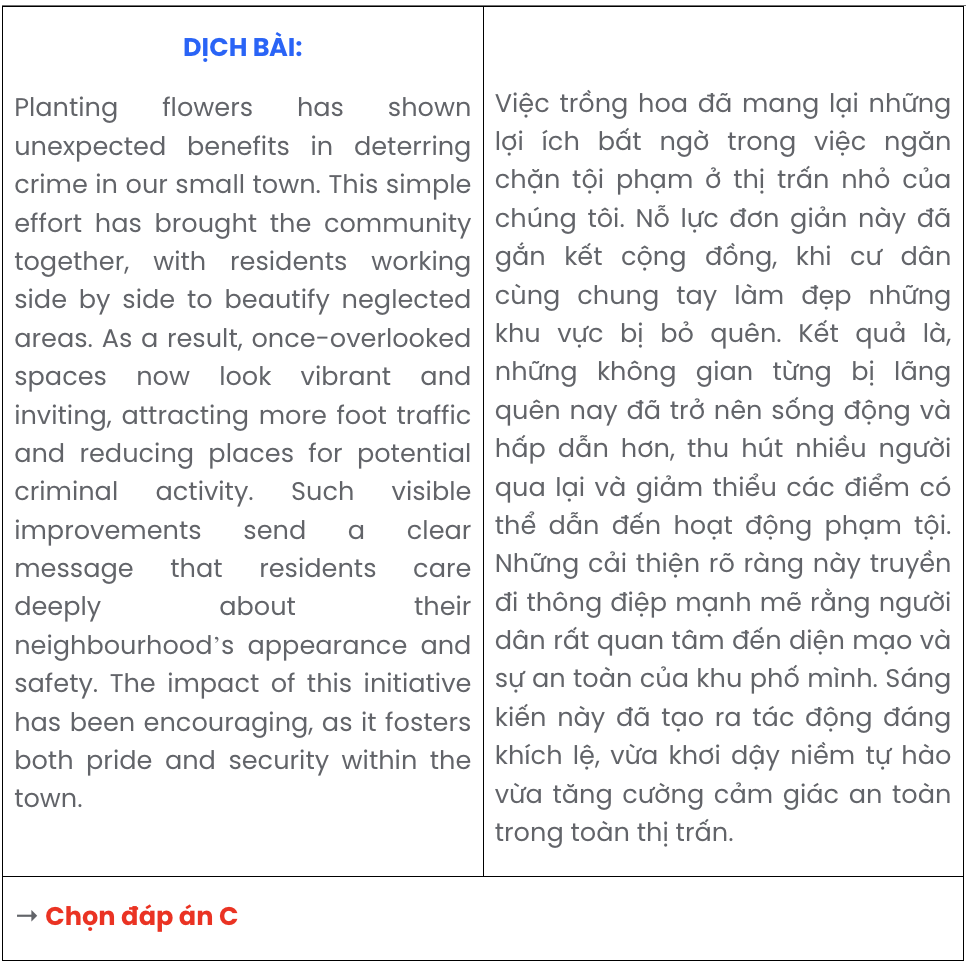 DỊCH BÀI:
Planting flowers has shown
unexpected benefits in deterring
crime in our small town. This simple
effort has brought the community
together, with residents working
side by side to beautify neglected
areas. As a result, once-overlooked
spaces now look vibrant and
inviting, attracting more foot traffic
and reducing places for potential
criminal activity. Such visible
improvements send a clear
message that residents care
deeply about their
neighbourhood’s appearance and
safety. The impact of this initiative
has been encouraging, as it fosters
both pride and security within the
town.
Việc trồng hoa đã mang lại những
lợi ích bất ngờ trong việc ngăn
chặn tội phạm ở thị trấn nhỏ của
chúng tôi. Nỗ lực đơn giản này đã
gắn kết cộng đồng, khi cư dân
cùng chung tay làm đẹp những
khu vực bị bỏ quên. Kết quả là,
những không gian từng bị lãng
quên nay đã trở nên sống động và
hấp dẫn hơn, thu hút nhiều người
qua lại và giảm thiểu các điểm có
thể dẫn đến hoạt động phạm tội.
Những cải thiện rõ ràng này truyền
đi thông điệp mạnh mẽ rằng người
dân rất quan tâm đến diện mạo và
sự an toàn của khu phố mình. Sáng
kiến này đã tạo ra tác động đáng
khích lệ, vừa khơi dậy niềm tự hào
vừa tăng cường cảm giác an toàn
trong toàn thị trấn.
→ Chọn đáp án C